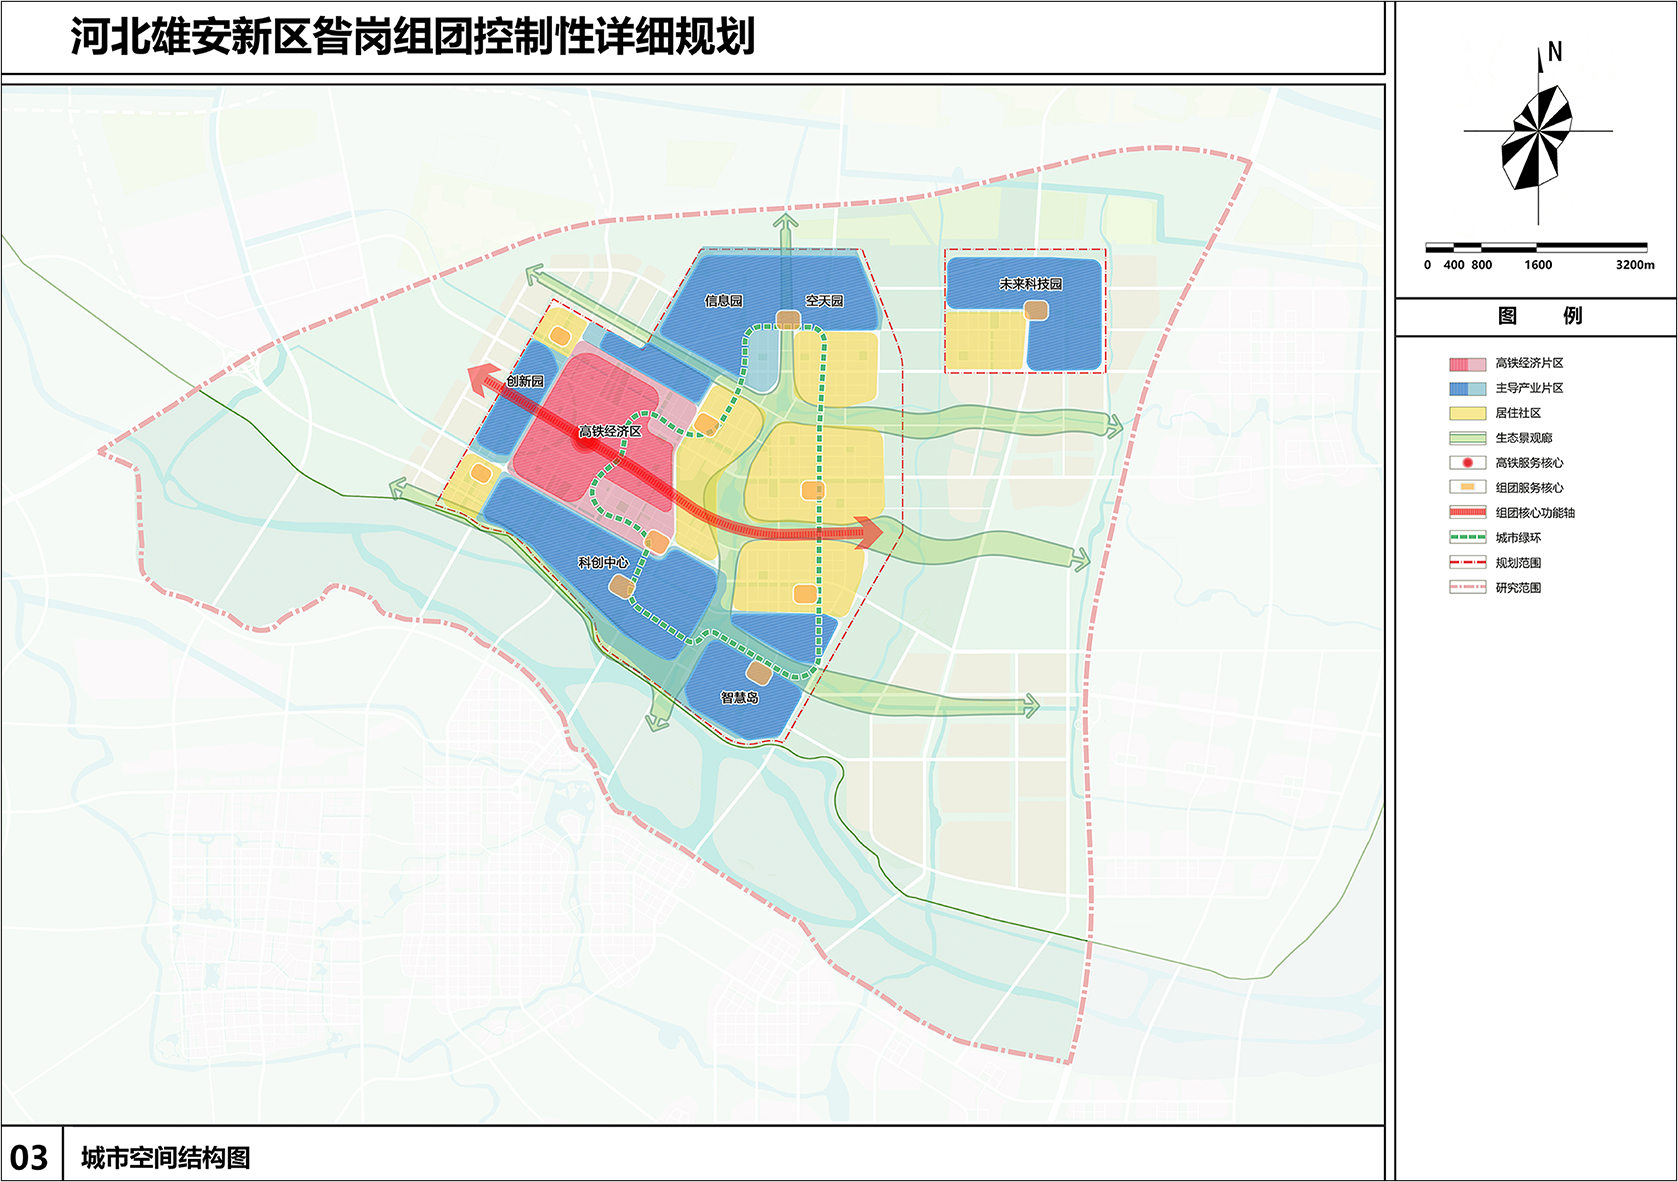 河北雄安新区昝岗组团控制性详细规划
N
0 400 800 1600 3200m
图 例
高铁经济片区
主导产业片区
居住社区
生态景观廊
高铁服务核心
组团服务核心
组团核心功能轴
城市绿环
规划范围
研究范围
信息园
空天园
未来科技园
创新园
高铁经济区
科创中心
智慧岛
03
城市空间结构图